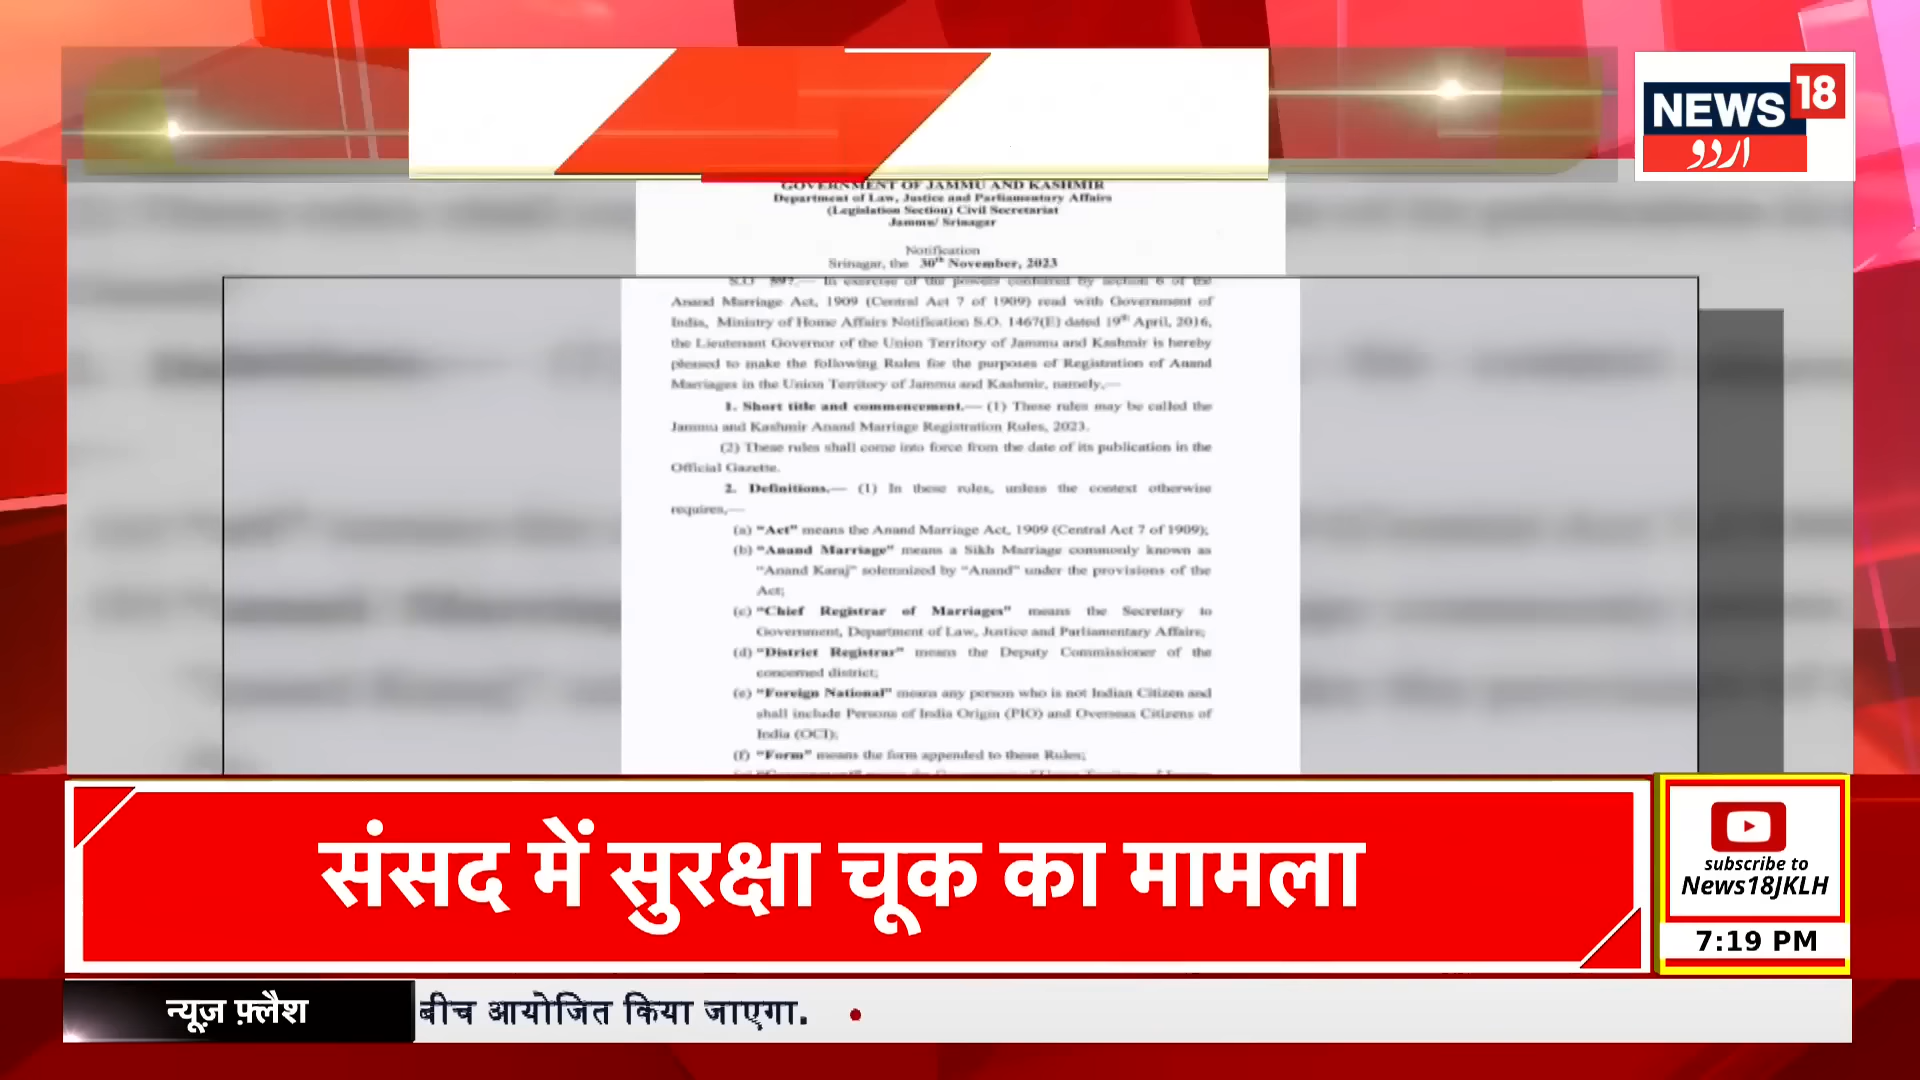 NEWS 18
اردو
GOVERNMENT OF JAMMU AND KASHMIR
Department of Law, Justice and Parliamentary Affairs
(Legislation Section) Civil Secretariat
Jammu/ Srinagar
Notification
Srinagar, the 30th November, 2023
S.O — In exercise of the powers conferred by section 6 of the
Anand Marriage Act, 1909 (Central Act 7 of 1909) read with Government of
India, Ministry of Home Affairs Notification S.O. 1467(E) dated 19th April, 2016,
the Lieutenant Governor of the Union Territory of Jammu and Kashmir is hereby
pleased to make the following Rules for the purposes of Registration of Anand
Marriages in the Union Territory of Jammu and Kashmir, namely,—
1. Short title and commencement.— (1) These rules may be called the
Jammu and Kashmir Anand Marriage Registration Rules, 2023.
(2) These rules shall come into force from the date of its publication in the
Official Gazette.
2. Definitions.— (1) In these rules, unless the context otherwise
requires,—
(a) “Act” means the Anand Marriage Act, 1909 (Central Act 7 of 1909);
(b) “Anand Marriage” means a Sikh Marriage commonly known as
“Anand Karaj” solemnized by “Anand” under the provisions of the
Act;
(c) “Chief Registrar of Marriages” means the Secretary to
Government, Department of Law, Justice and Parliamentary Affairs;
(d) “District Registrar” means the Deputy Commissioner of the
concerned district;
(e) “Foreign National” means any person who is not Indian Citizen and
shall include Persons of India Origin (PIO) and Overseas Citizens of
India (OCI);
(f) “Form” means the form appended to these Rules;
संसद में सुरक्षा चूक का मामला
subscribe to
News18JKLH
7:19 PM
न्यूज़ फ़्लैश
बीच आयोजित किया जाएगा.